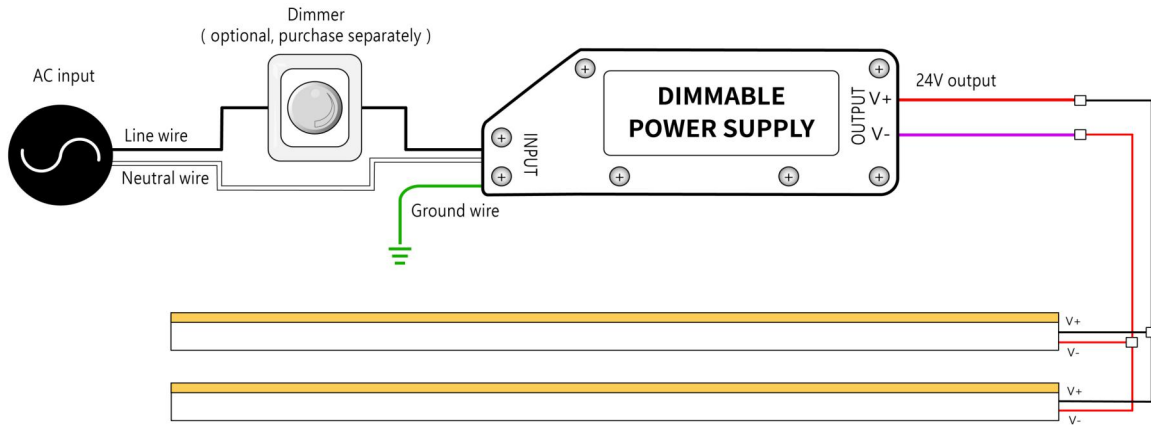 Dimmer
( optional, purchase separately )
AC input
Line wire
Neutral wire
Ground wire
INPUT
DIMMABLE
POWER SUPPLY
OUTPUT
V+
V-
24V output
V+
V-
V+
V-